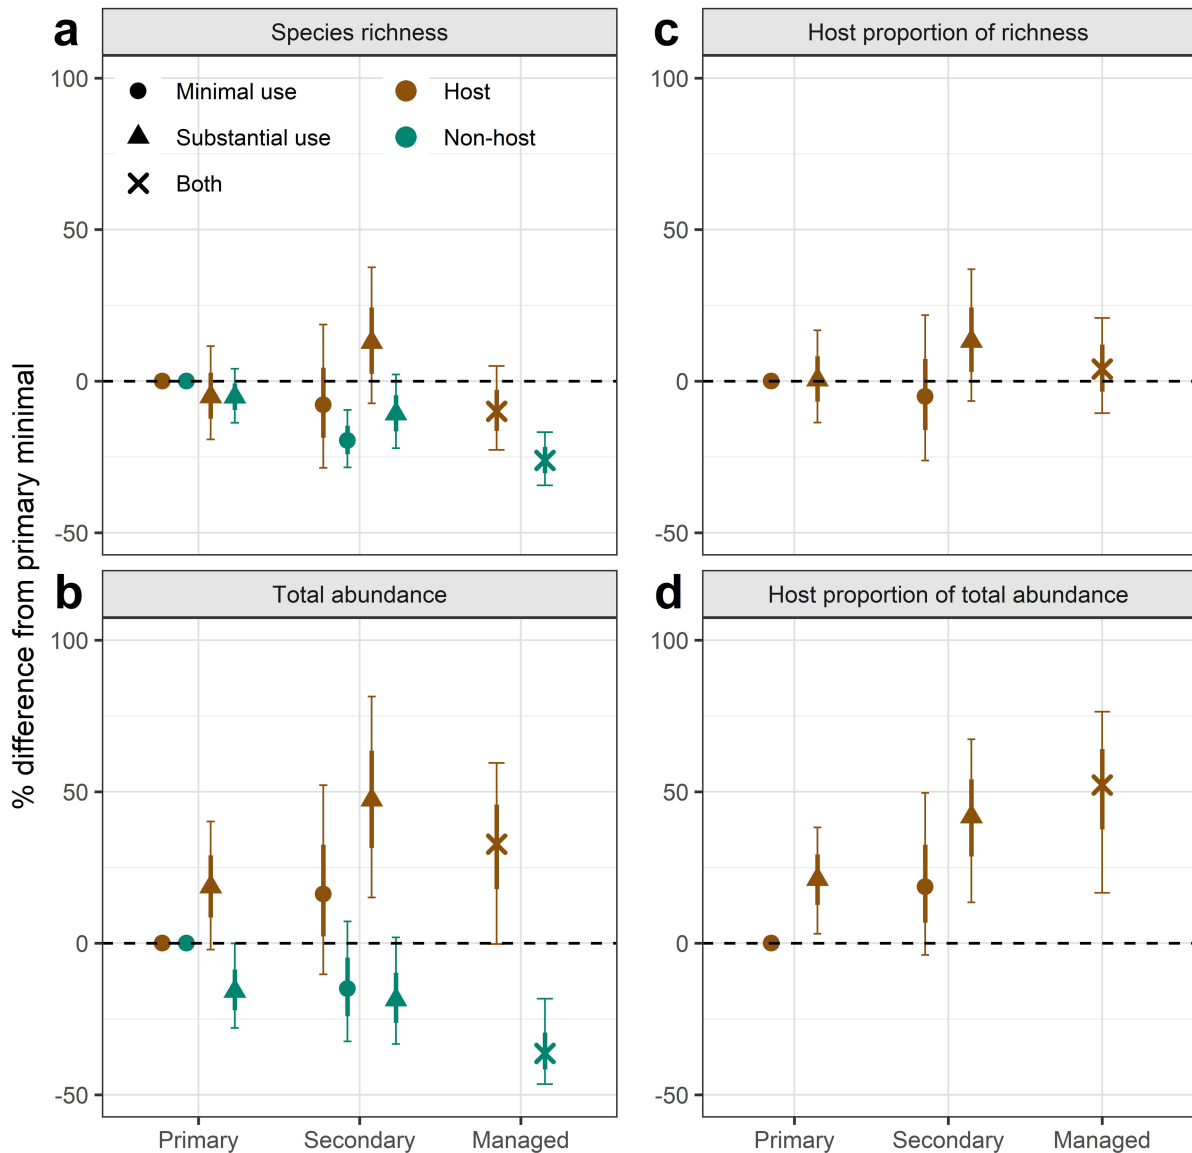 a
Species richness
100
50
0
-50
Minimal use
Host
Substantial use
Non-host
Both
c
Host proportion of richness
100
50
0
-50
% difference from primary minimal
b
Total abundance
100
50
0
-50
Primary
Secondary
Managed
d
Host proportion of total abundance
100
50
0
-50
Primary
Secondary
Managed